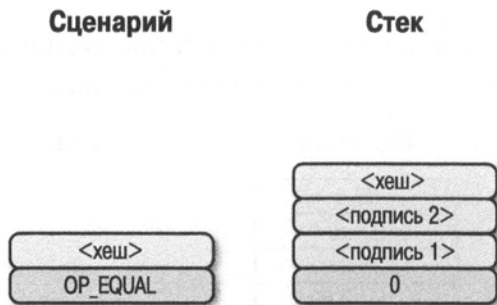 Сценарий
Стек
<хеш>
OP_EQUAL
<хеш>
<подпись 2>
<подпись 1>
0